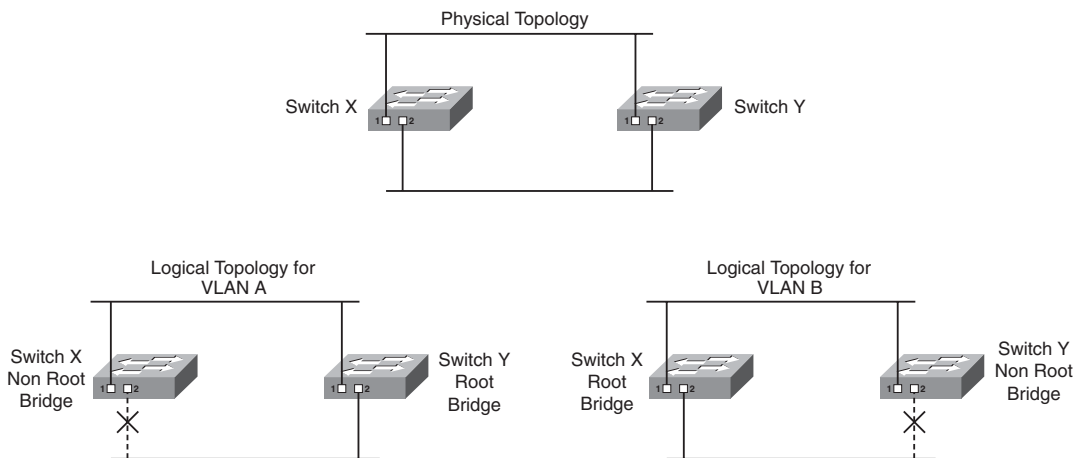 Physical Topology
Switch X
Switch Y
1 2
1 2
Logical Topology for
VLAN A
Switch X
Non Root
Bridge
1 2
1 2
Switch Y
Root
Bridge
Logical Topology for
VLAN B
Switch X
Root
Bridge
1 2
1 2
Switch Y
Non Root
Bridge